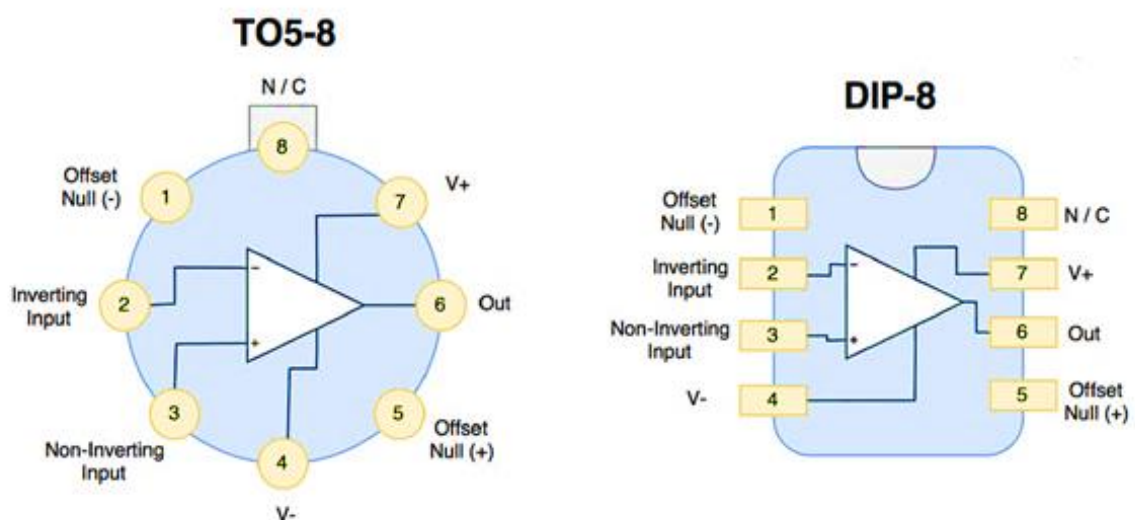 TO5-8
N / C
8
Offset
Null (-)
1
7
V+
Inverting
Input
2
−
+
6
Out
3
Non-Inverting
Input
4
V-
5
Offset
Null (+)
DIP-8
Offset
Null (-)
1
8
N / C
Inverting
Input
2
−
7
V+
Non-Inverting
Input
3
+
6
Out
V-
4
5
Offset
Null (+)